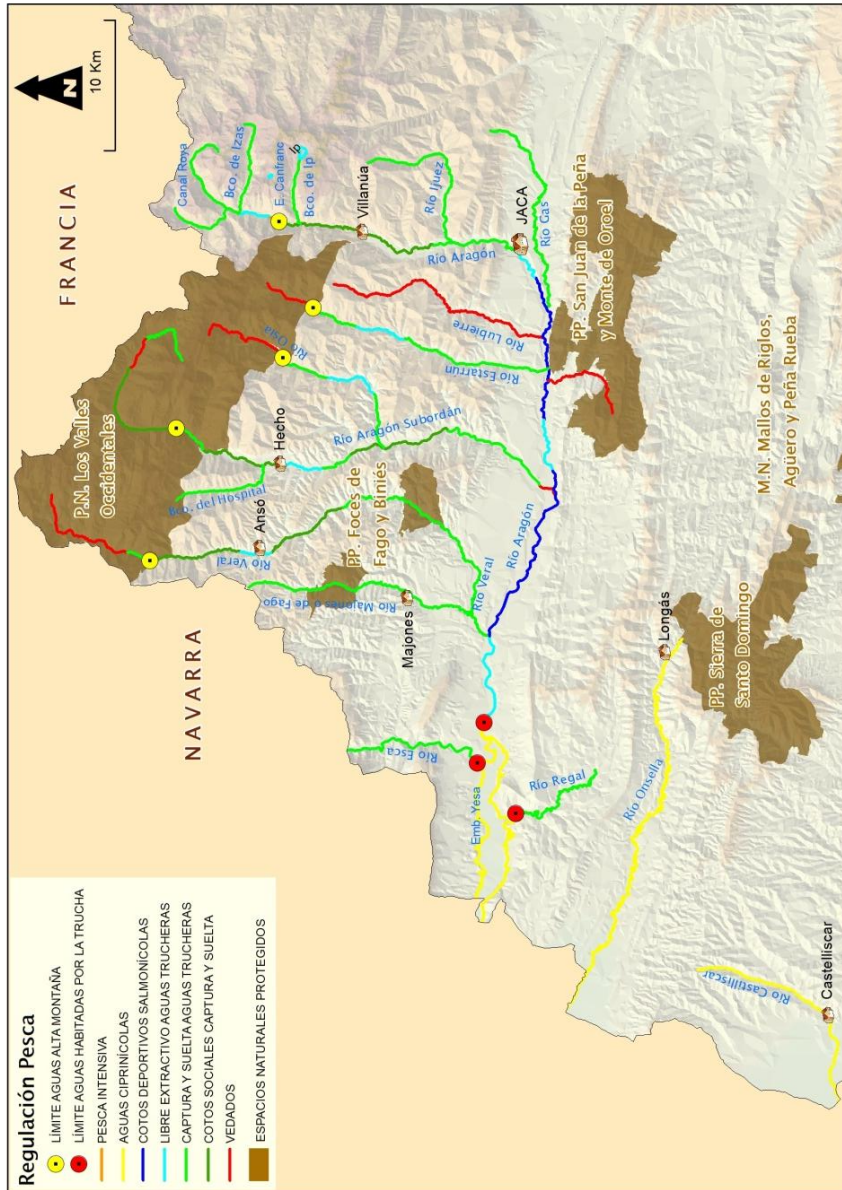 Regulación Pesca
LÍMITE AGUAS ALTA MONTAÑA
LÍMITE AGUAS HABITADAS POR LA TRUCHA
PESCA INTENSIVA
AGUAS CIPRINÍCOLAS
COTOS DEPORTIVOS SALMONÍCOLAS
LIBRE EXTRACTIVO AGUAS TRUCHERAS
CAPTURA Y SUELTA AGUAS TRUCHERAS
COTOS SOCIALES CAPTURA Y SUELTA
VEDADOS
ESPACIOS NATURALES PROTEGIDOS
FRANCIA
N
10 Km
NAVARRA
P.N. Los Valles
Occidentales
Canal Roya
Bco. de Izas
E. Canfranc
Ip
Bco. de Ip
Villanúa
Río Ijuez
Río Aragón
JACA
Río Gas
Río Osia
Río Lubierre
Río Estarrún
Hecho
Río Aragón Subordán
Bco. del Hospital
Ansó
Río Veral
PP. Foces de
Fago y Biniés
Río Majones o de Fago
Majones
Río Veral
Río Aragón
PP. San Juan de la Peña
y Monte de Oroel
Río Esca
Emb. Yesa
Río Regal
Río Onsella
Longás
PP. Sierra de
Santo Domingo
M.N. Mallos de Riglos,
Agüero y Peña Rueba
Río Castilliscar
Castelliscar